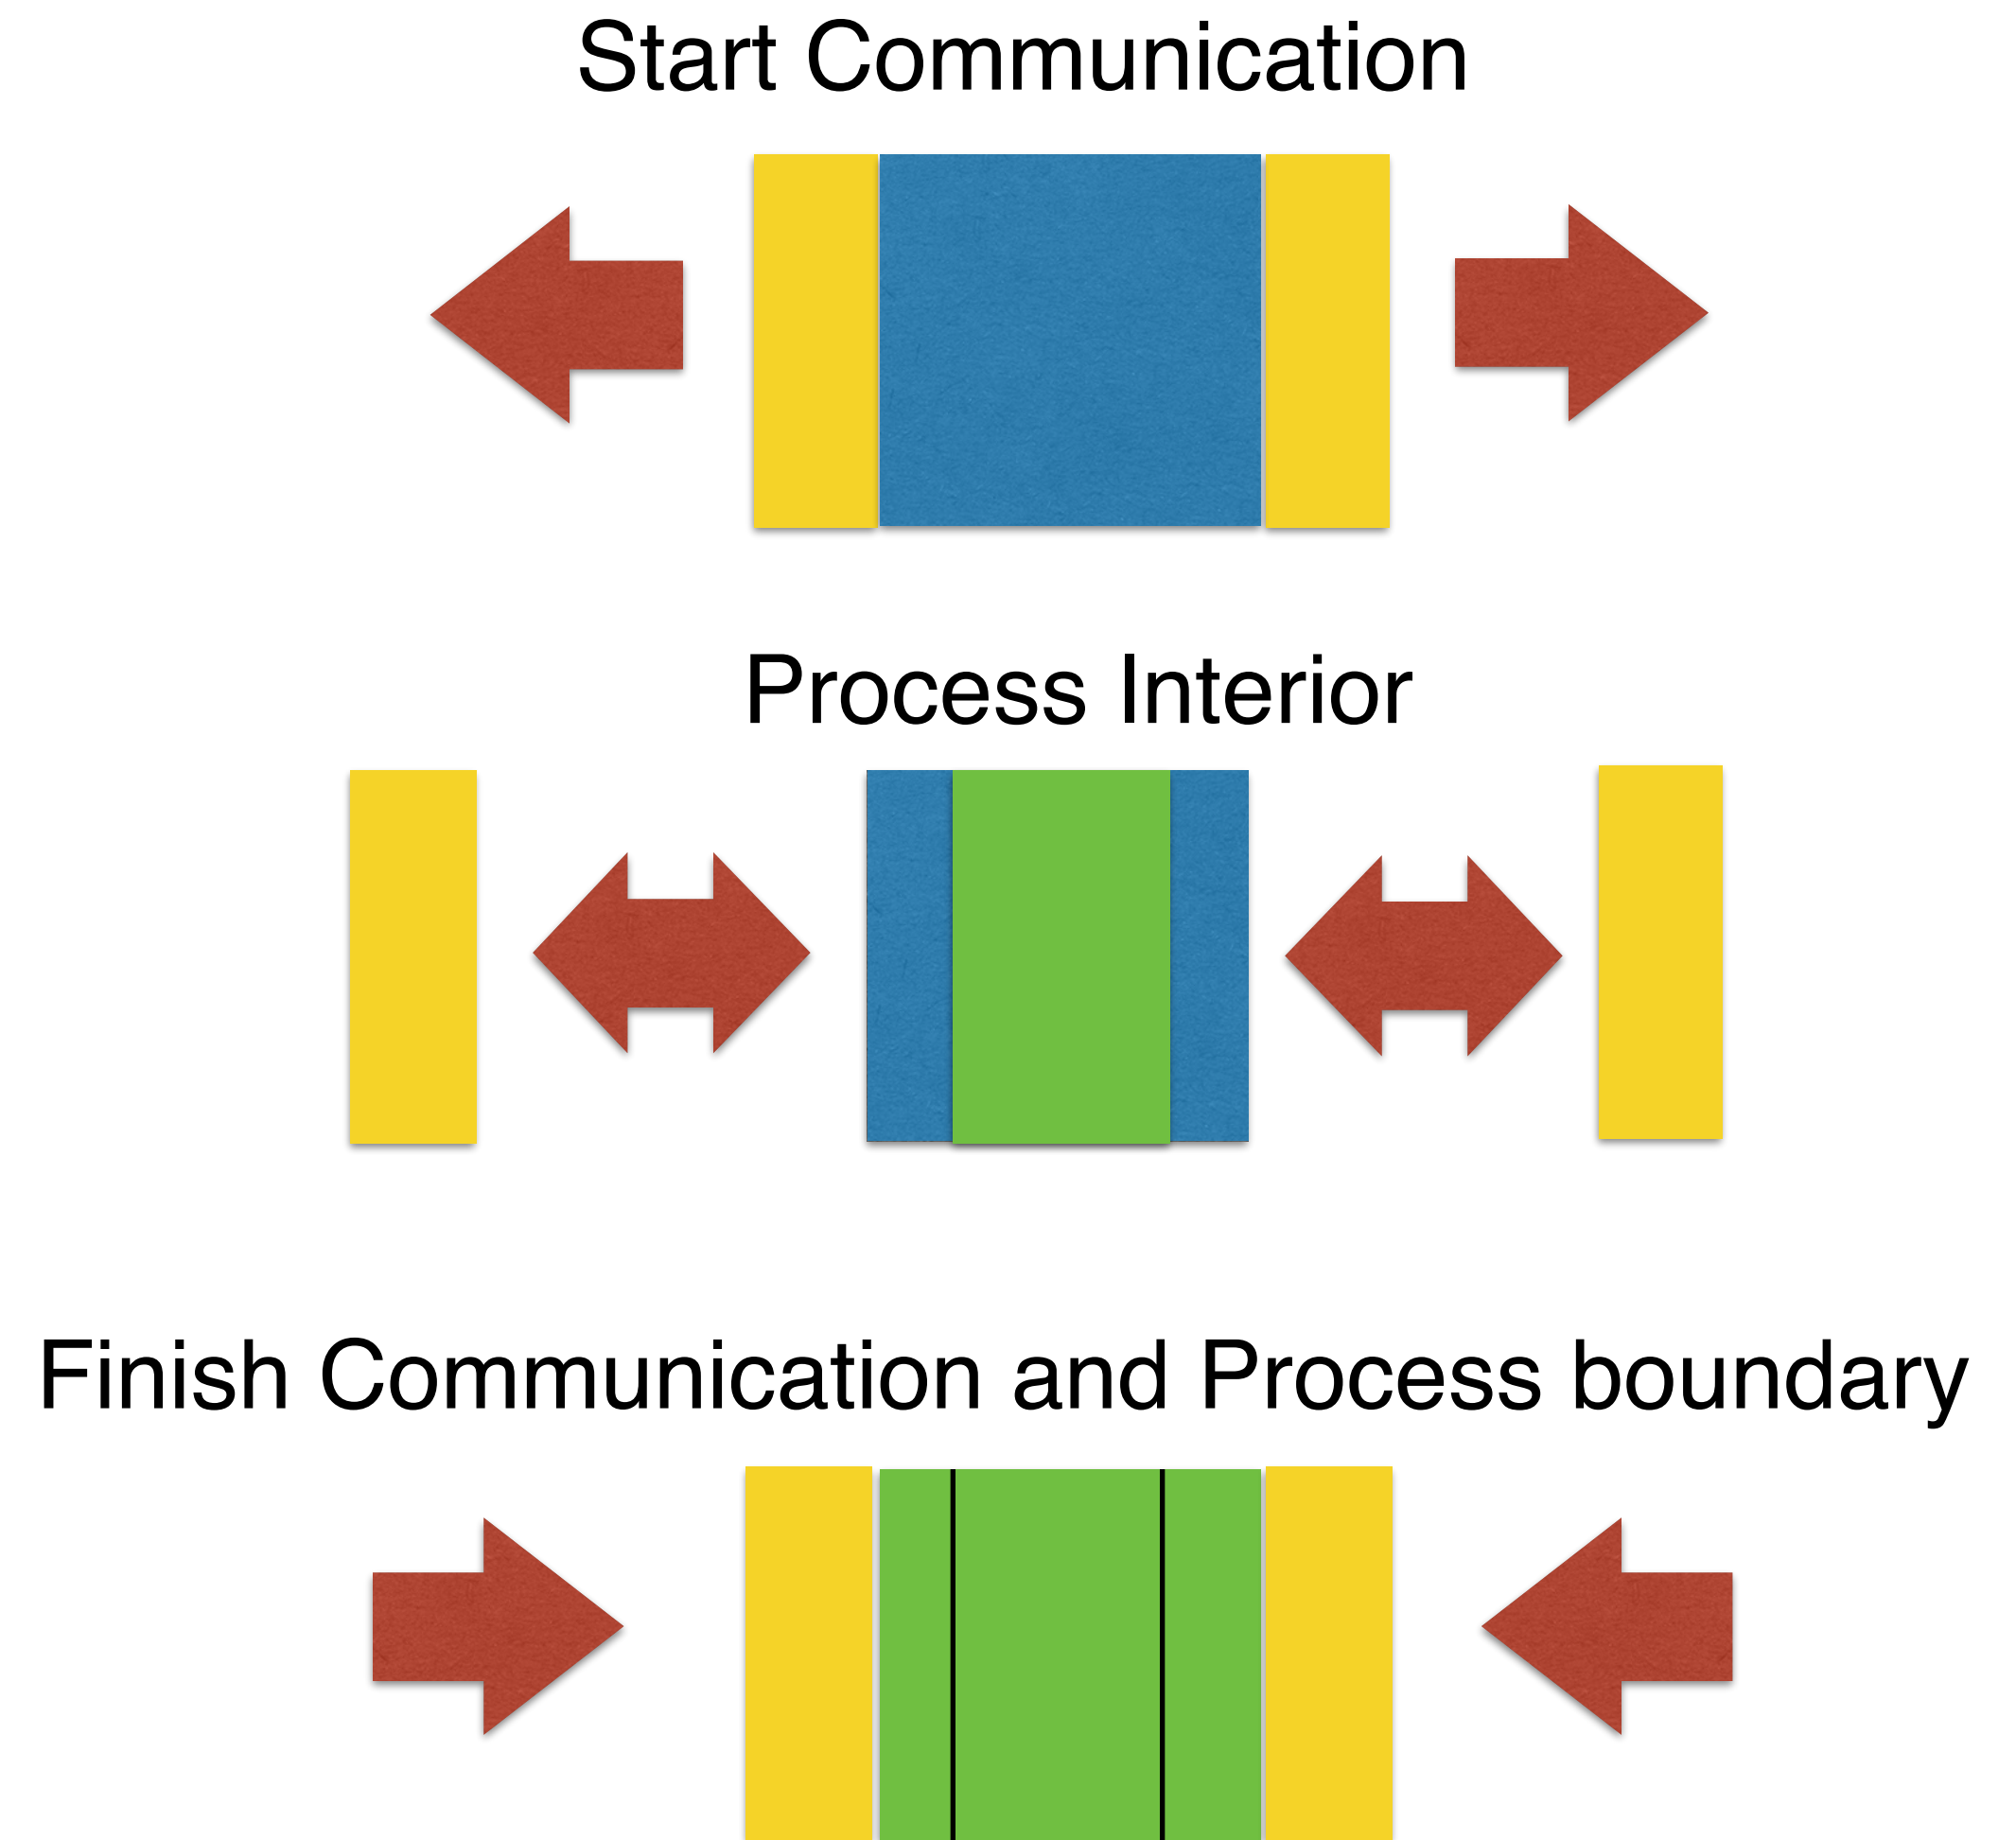 Start Communication
Process Interior
Finish Communication and Process boundary